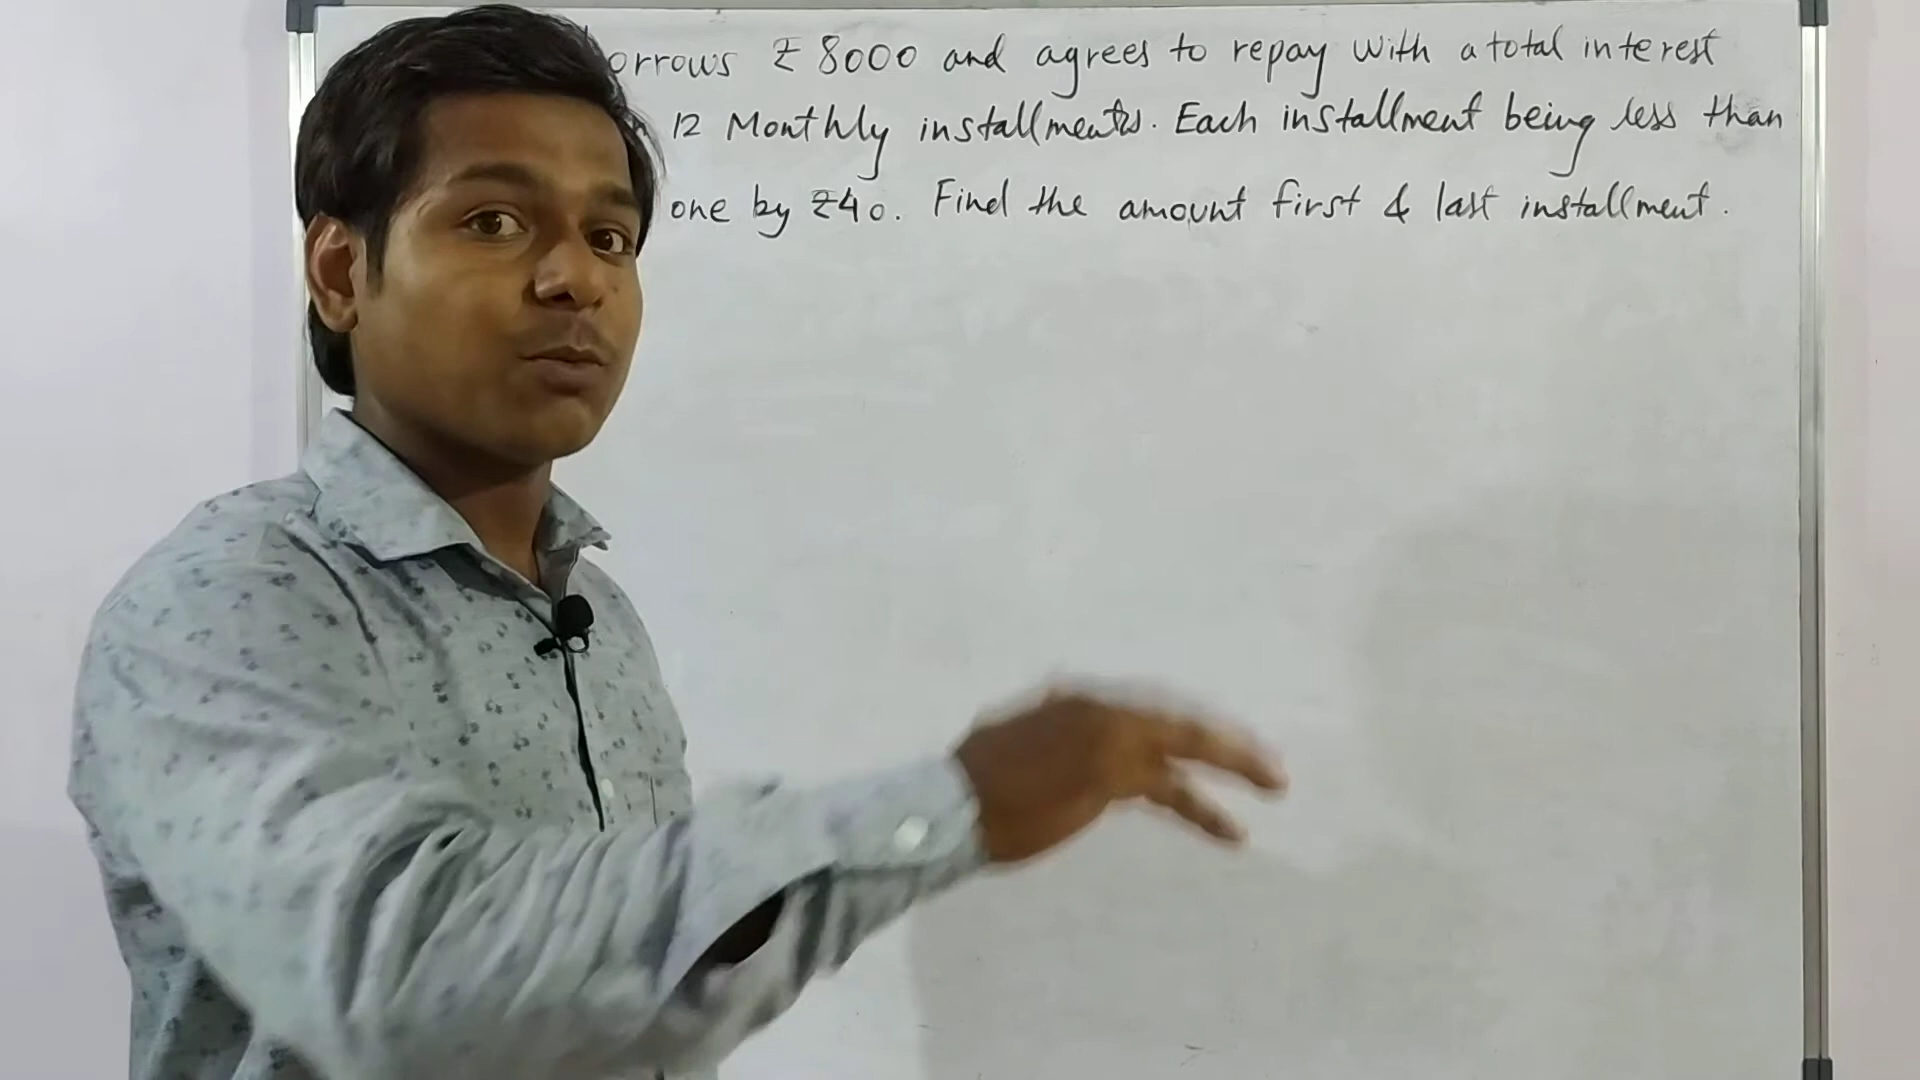 orrows ₹ 8000 and agrees to repay with a total interest
12 Monthly installments. Each installment being less than
one by ₹40. Find the amount first & last installment.